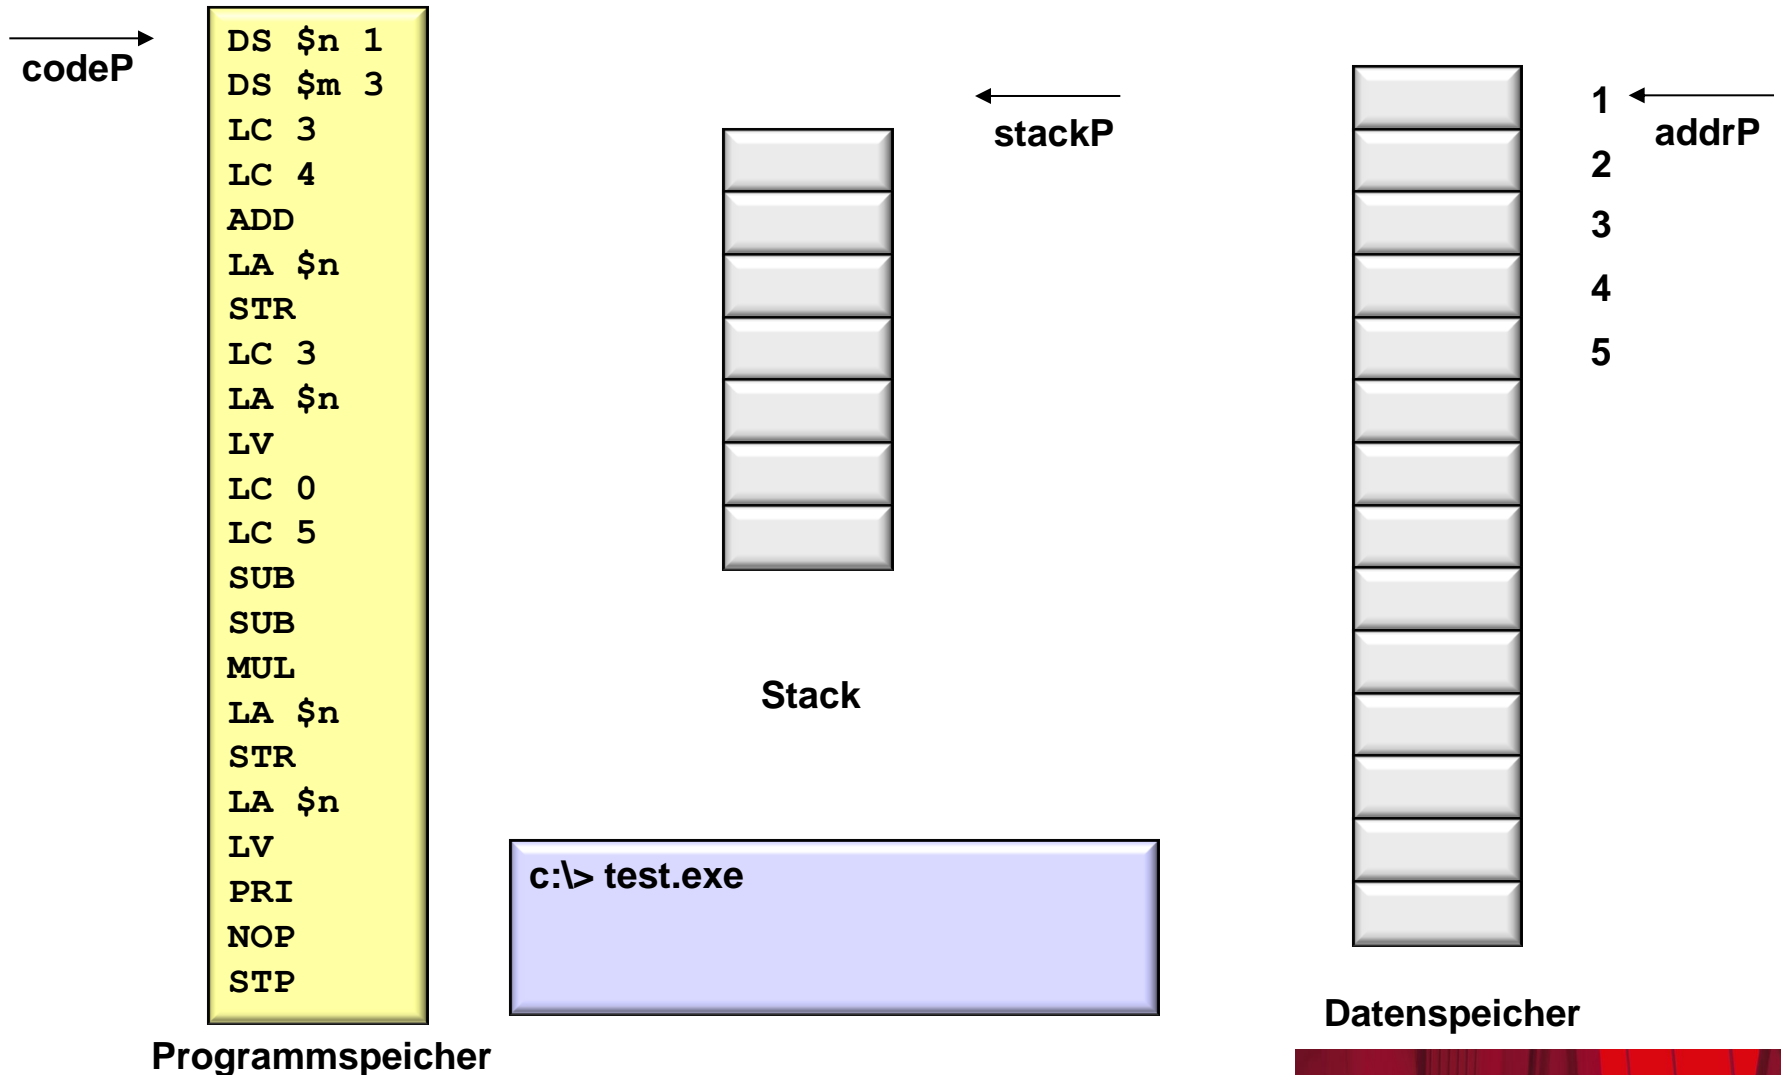 codeP
DS $n 1
DS $m 3
LC 3
LC 4
ADD
LA $n
STR
LC 3
LA $n
LV
LC 0
LC 5
SUB
SUB
MUL
LA $n
STR
LA $n
LV
PRI
NOP
STP
Programmspeicher
stackP
Stack
c:\> test.exe
1
2
3
4
5
addrP
Datenspeicher